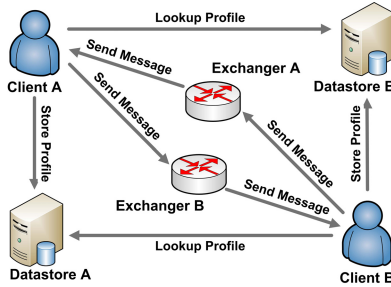 Lookup Profile
Send Message
Exchanger A
Client A
Datastore B
Send Message
Store Profile
Send Message
Store Profile
Exchanger B
Send Message
Lookup Profile
Datastore A
Client B